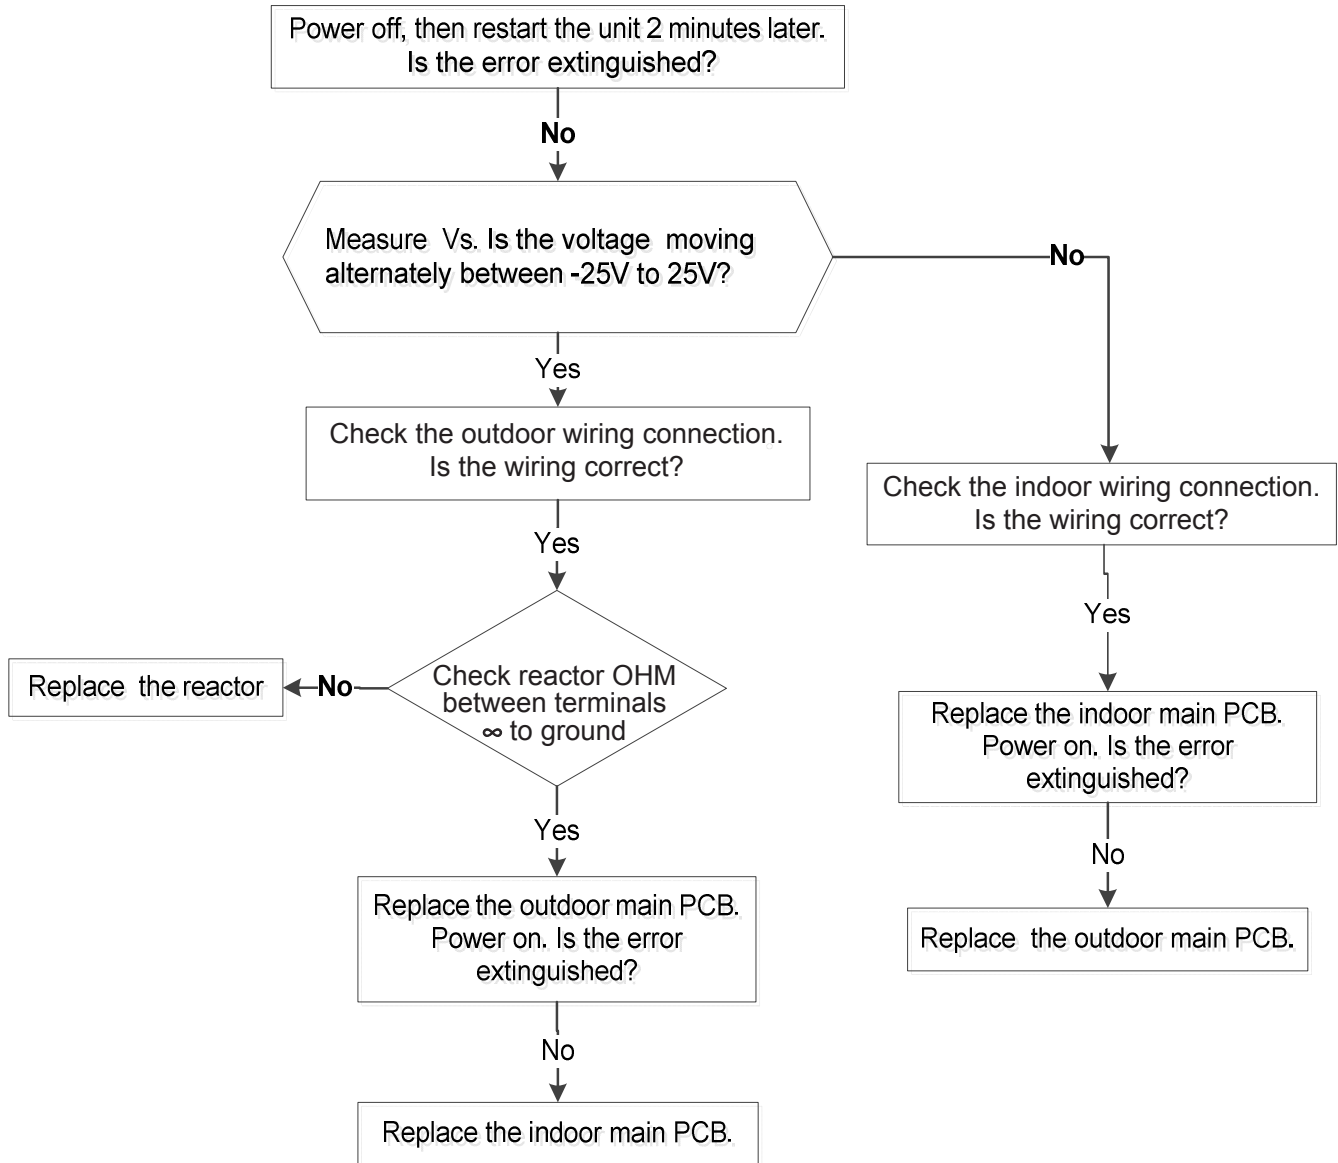 Power off, then restart the unit 2 minutes later.
Is the error extinguished?
No
Measure Vs. Is the voltage moving
alternately between -25V to 25V?
No
Yes
Check the outdoor wiring connection.
Is the wiring correct?
Check the indoor wiring connection.
Is the wiring correct?
Yes
Yes
Check reactor OHM
between terminals
∞ to ground
No
Replace the reactor
Replace the indoor main PCB.
Power on. Is the error
extinguished?
Yes
No
Replace the outdoor main PCB.
Power on. Is the error
extinguished?
Replace the outdoor main PCB.
No
Replace the indoor main PCB.